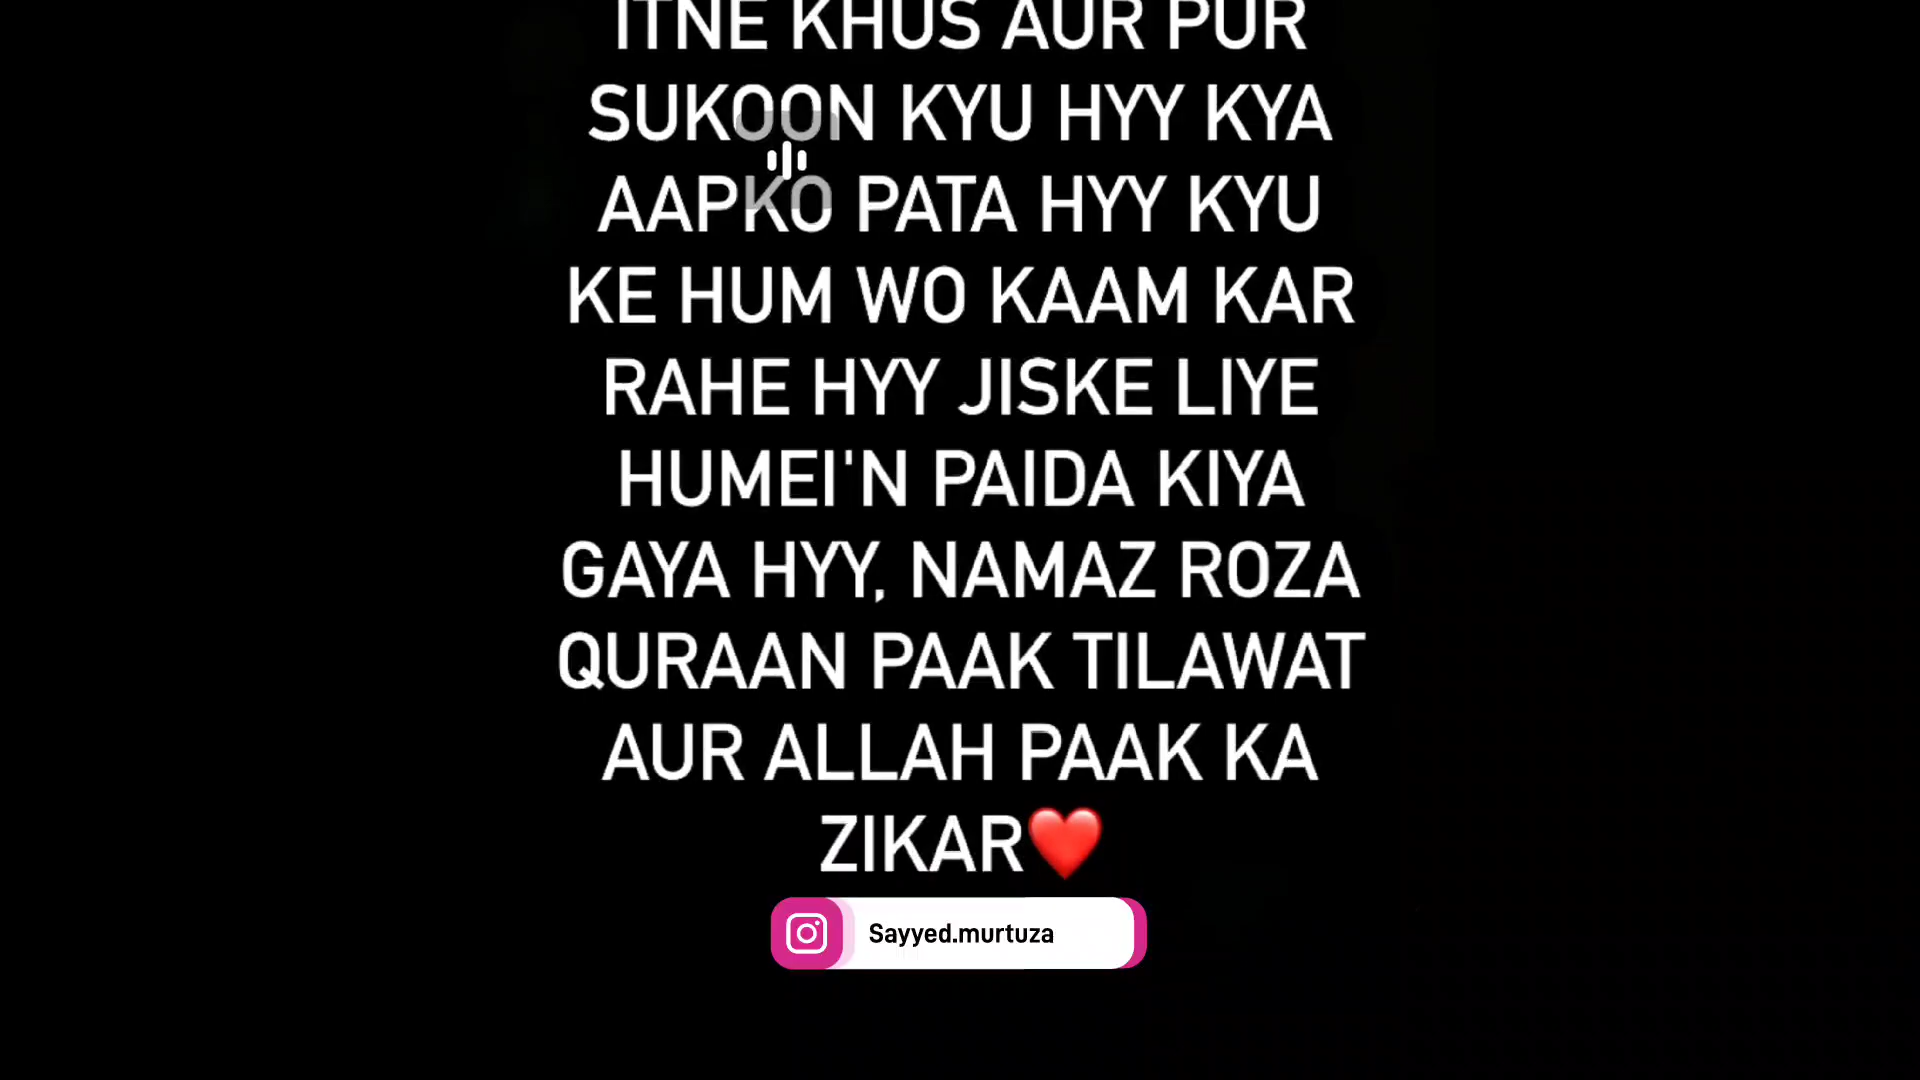 ITNE KHUS AUR PUR
SUKOON KYU HYY KYA
AAPKO PATA HYY KYU
KE HUM WO KAAM KAR
RAHE HYY JISKE LIYE
HUMEI'N PAIDA KIYA
GAYA HYY, NAMAZ ROZA
QURAAN PAAK TILAWAT
AUR ALLAH PAAK KA
ZIKAR❤️
Sayyed.murtuza